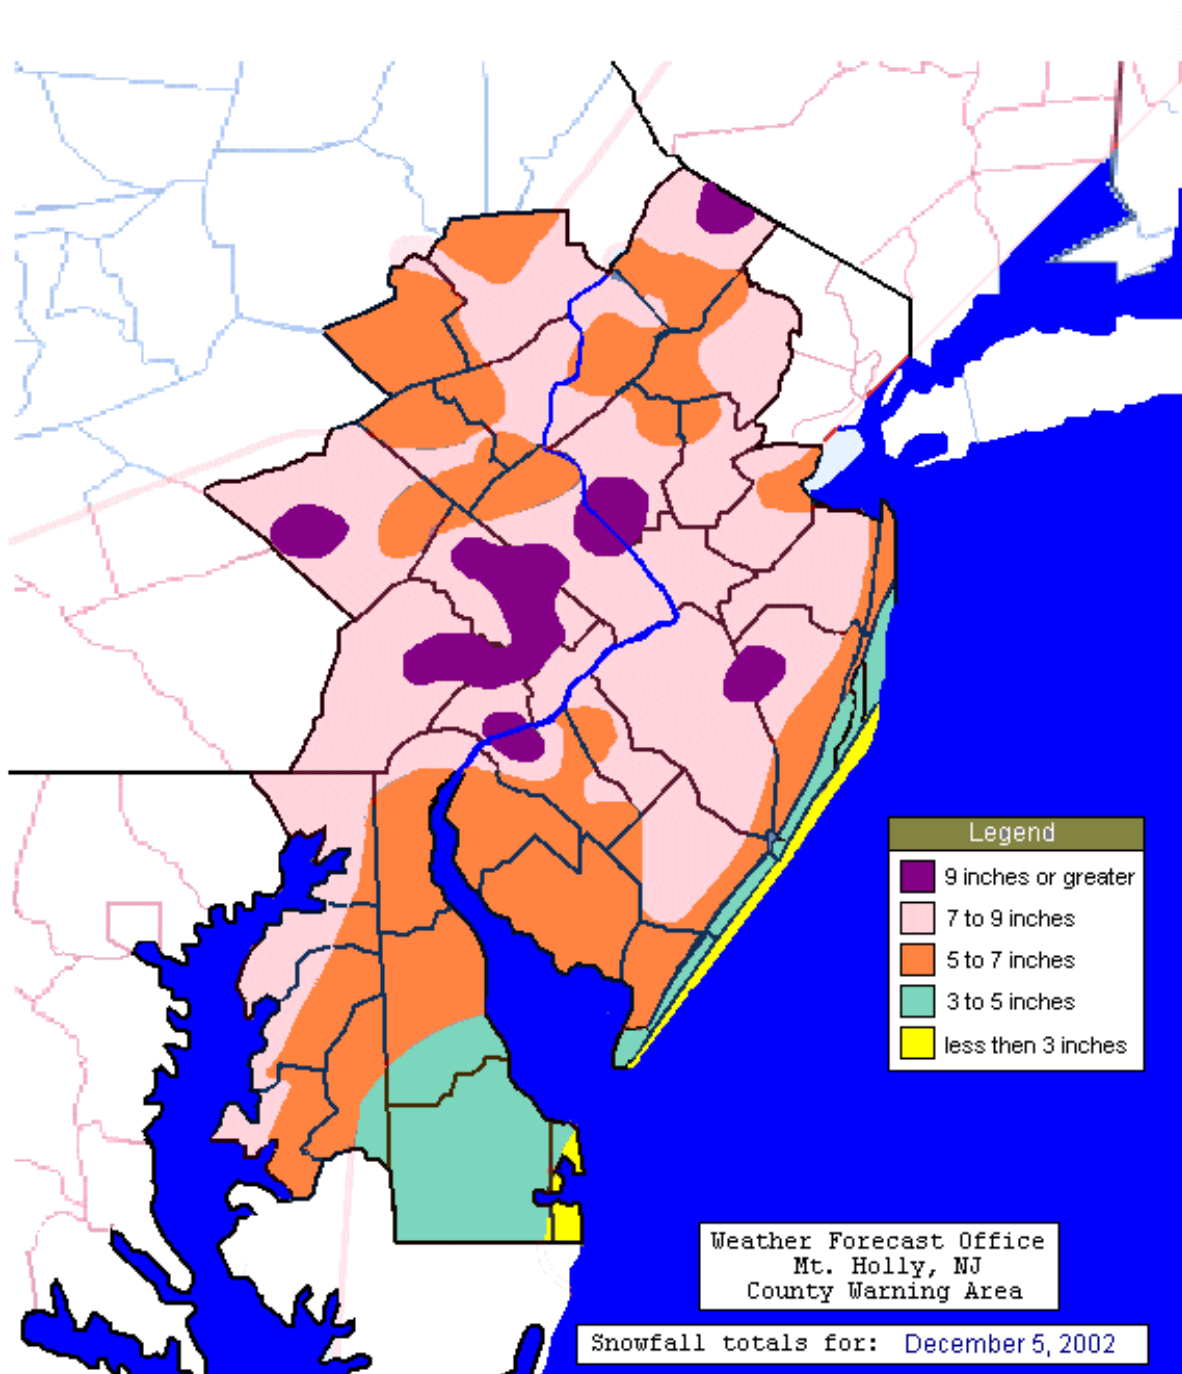 Legend
9 inches or greater
7 to 9 inches
5 to 7 inches
3 to 5 inches
less then 3 inches
Weather Forecast Office
Mt. Holly, NJ
County Warning Area
Snowfall totals for: December 5, 2002